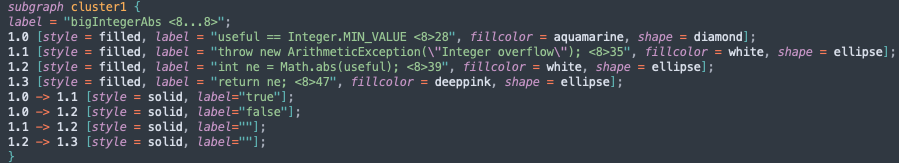 subgraph cluster1 {
label = "bigIntegerAbs <8...8>";
1.0 [style = filled, label = "useful == Integer.MIN_VALUE <8>28", fillcolor = aquamarine, shape = diamond];
1.1 [style = filled, label = "throw new ArithmeticException(\"Integer overflow\"); <8>35", fillcolor = white, shape = ellipse];
1.2 [style = filled, label = "int ne = Math.abs(useful); <8>39", fillcolor = white, shape = ellipse];
1.3 [style = filled, label = "return ne; <8>47", fillcolor = deeppink, shape = ellipse];
1.0 -> 1.1 [style = solid, label="true"];
1.0 -> 1.2 [style = solid, label="false"];
1.1 -> 1.2 [style = solid, label=""];
1.2 -> 1.3 [style = solid, label=""];
}